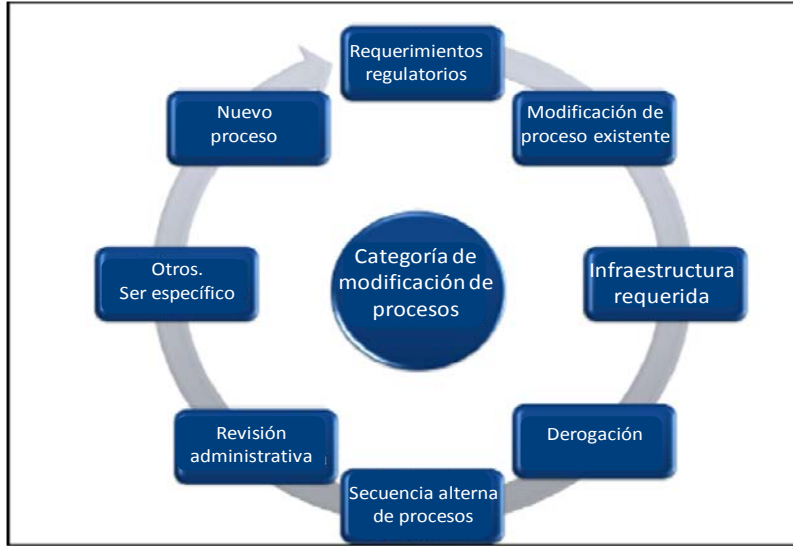 Requerimientos
regulatorios
Modificación de
proceso existente
Infraestructura
requerida
Derogación
Secuencia alterna
de procesos
Revisión
administrativa
Otros.
Ser específico
Nuevo
proceso
Categoría de
modificación de
procesos